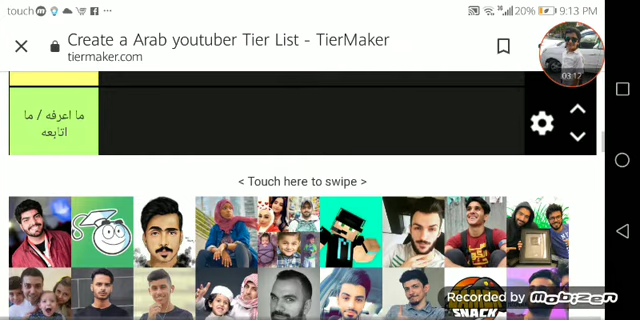 touch
20% 9:13 PM
Create a Arab youtuber Tier List - TierMaker
tiermaker.com
03:12
ما اعرفه / ما
اتابعه
< Touch here to swipe >
SNACK
Recorded by mobizen